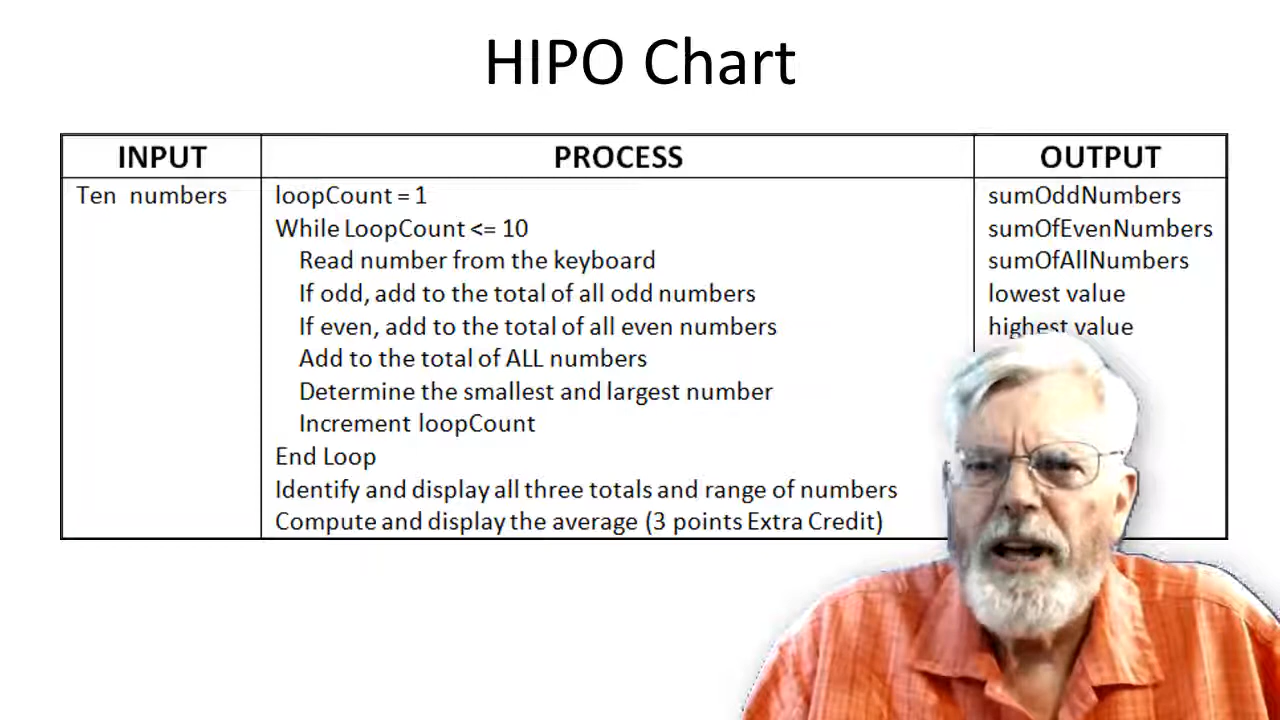 HIPO Chart
INPUT PROCESS OUTPUT
Ten numbers
loopCount = 1
While LoopCount <= 10
Read number from the keyboard
If odd, add to the total of all odd numbers
If even, add to the total of all even numbers
Add to the total of ALL numbers
Determine the smallest and largest number
Increment loopCount
End Loop
Identify and display all three totals and range of numbers
Compute and display the average (3 points Extra Credit)
sumOddNumbers
sumOfEvenNumbers
sumOfAllNumbers
lowest value
highest value